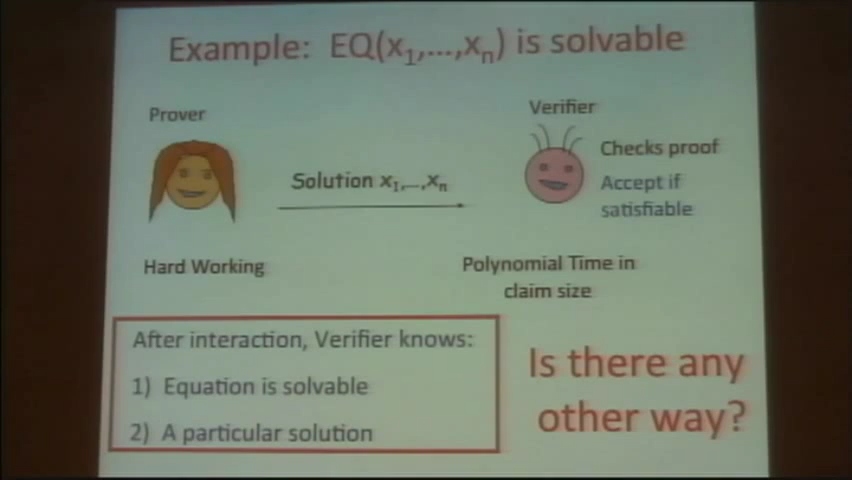 Example: EQ(x₁,...,xₙ) is solvable
Prover
Verifier
Solution x₁,...,xₙ
Checks proof
Accept if
satisfiable
Hard Working
Polynomial Time in
claim size
After interaction, Verifier knows:
1) Equation is solvable
2) A particular solution
Is there any
other way?